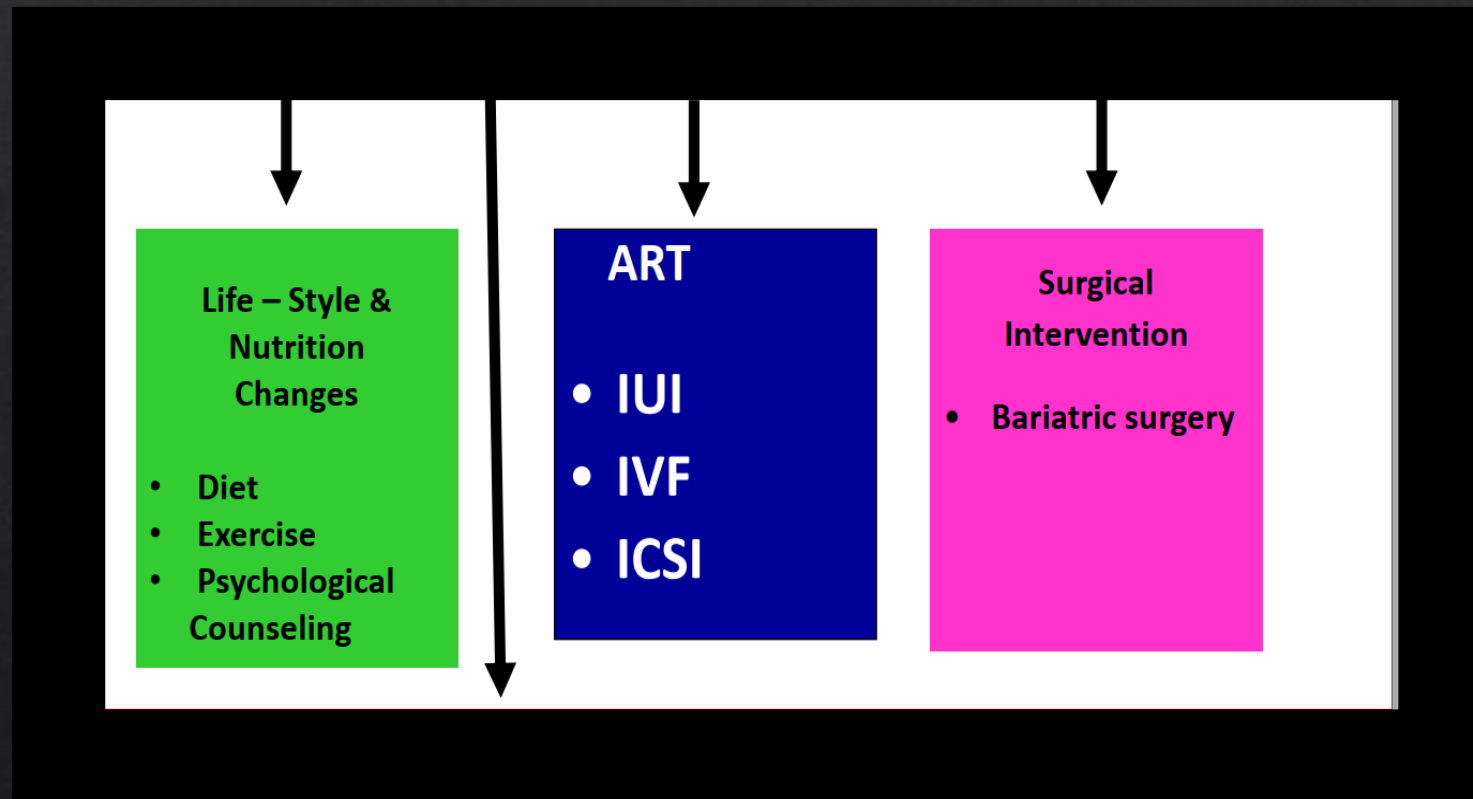 Life – Style &
Nutrition
Changes
• Diet
• Exercise
• Psychological
Counseling
ART
• IUI
• IVF
• ICSI
Surgical
Intervention
• Bariatric surgery